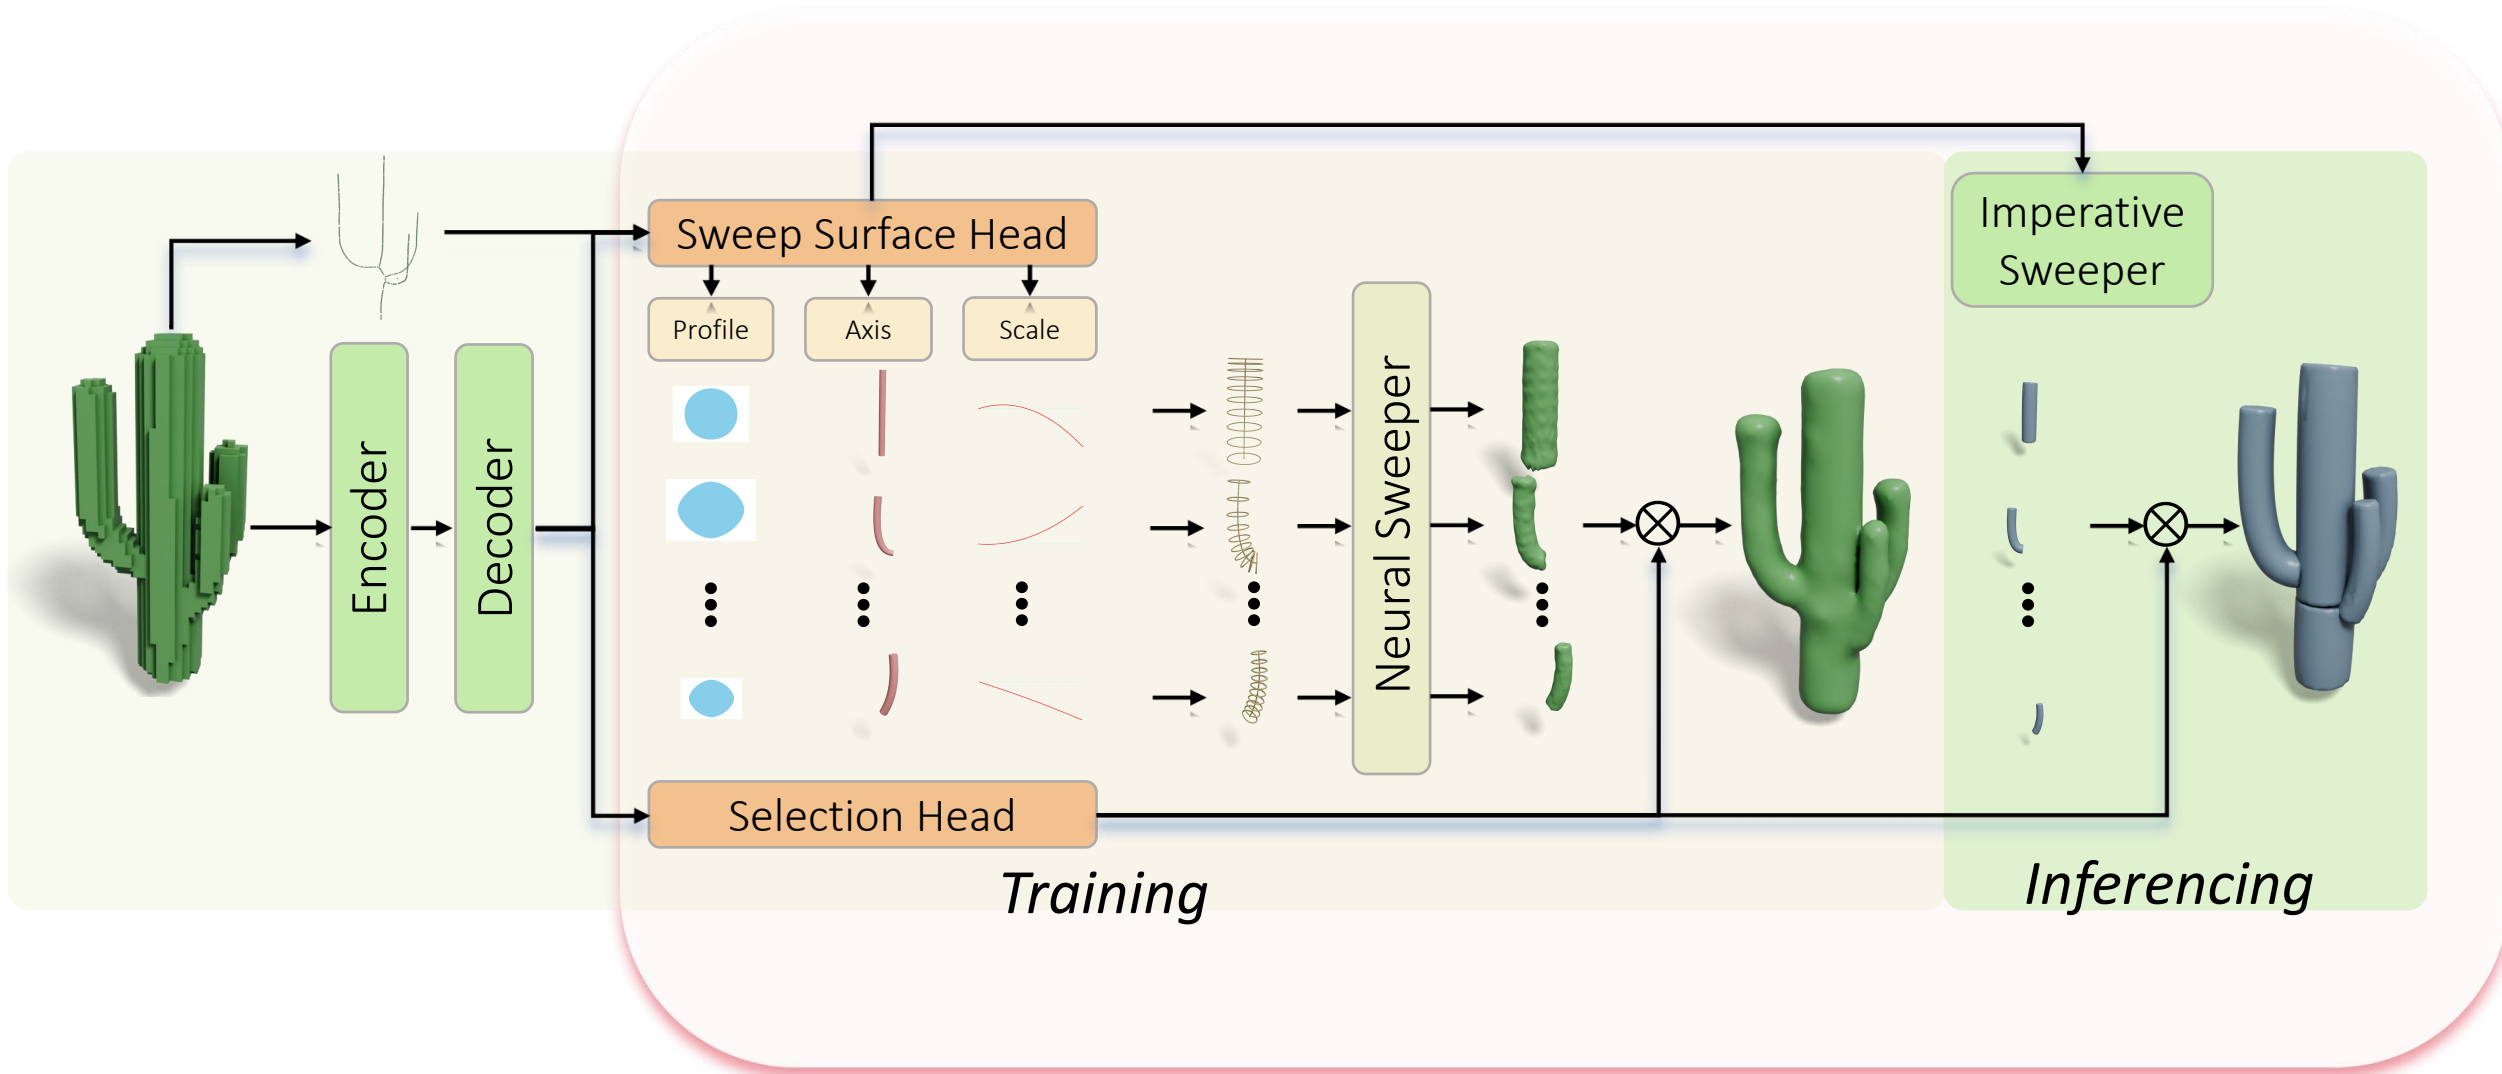 Sweep Surface Head
Imperative
Sweeper
Profile
Axis
Scale
Encoder
Decoder
Neural Sweeper
Selection Head
Training
Inferencing